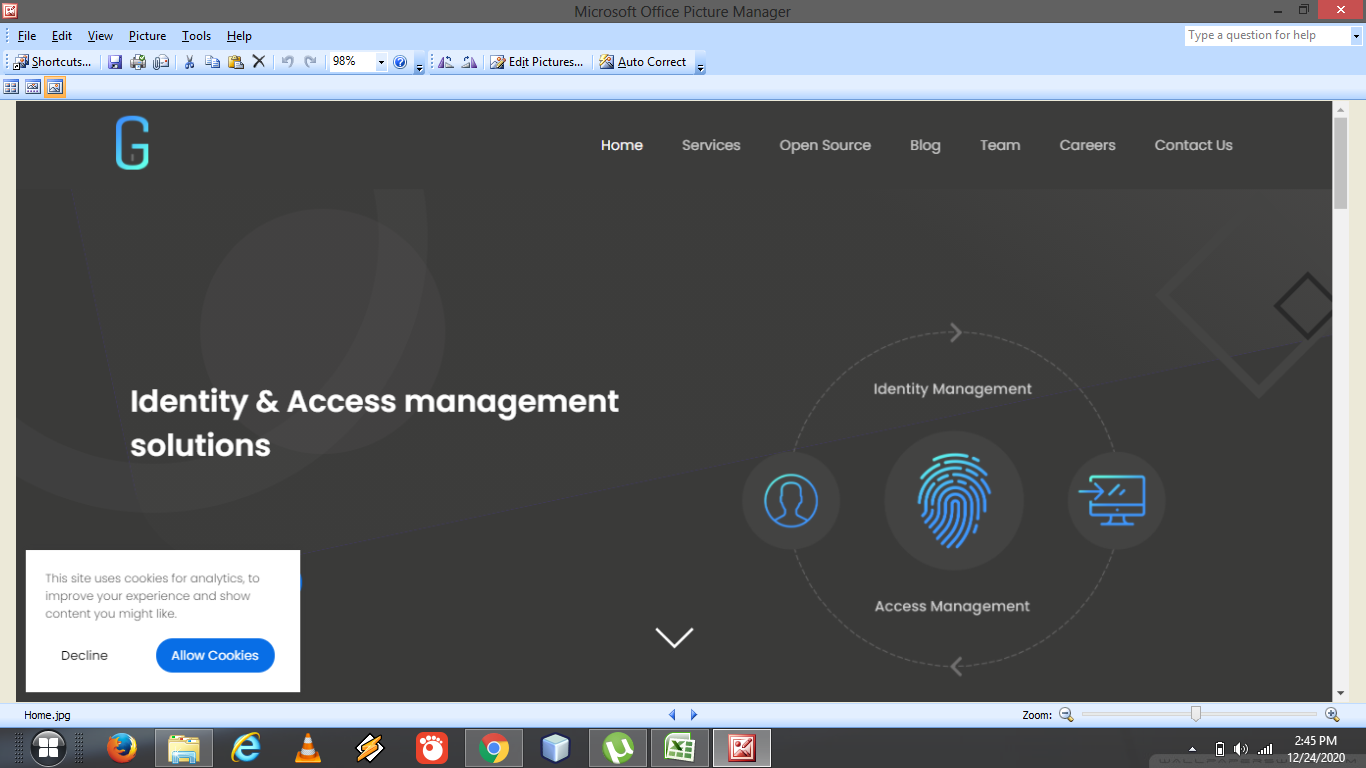 Microsoft Office Picture Manager
File Edit View Picture Tools Help
Type a question for help
Shortcuts...
98%
Edit Pictures...
Auto Correct
G
Home Services Open Source Blog Team Careers Contact Us
Identity & Access management
solutions
Identity Management
Access Management
This site uses cookies for analytics, to
improve your experience and show
content you might like.
Decline
Allow Cookies
Home.jpg
Zoom:
2:45 PM
12/24/2020